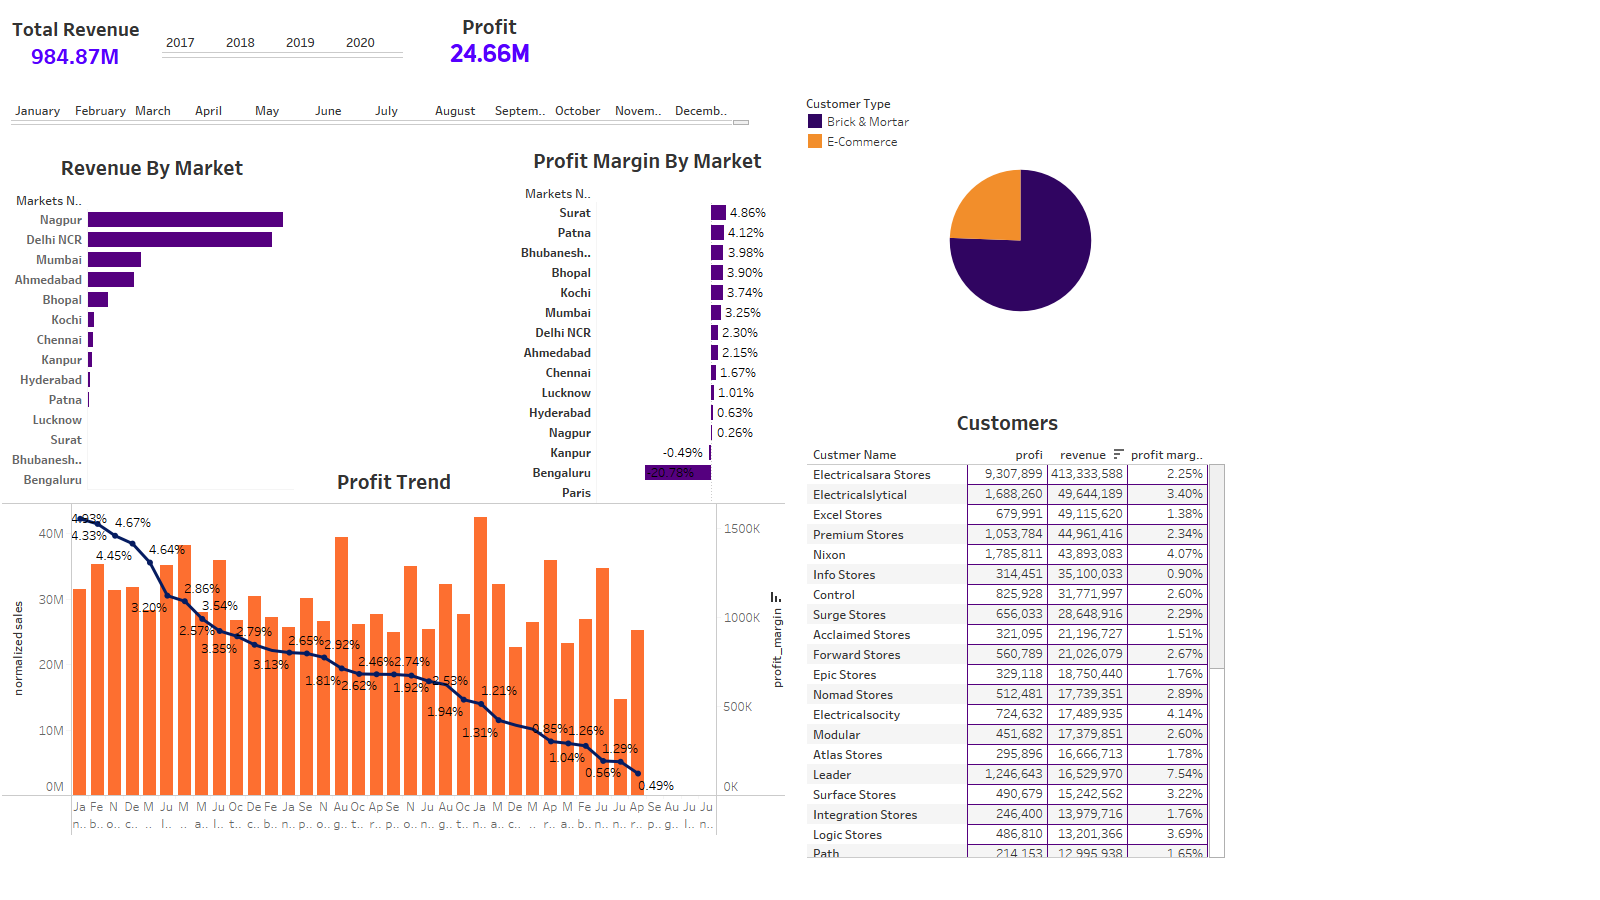 Total Revenue
984.87M
2017 2018 2019 2020
Profit
24.66M
January February March April May June July August Septem.. October Novem.. Decemb..
Customer Type
Brick & Mortar
E-Commerce
Revenue By Market
Markets N..
Nagpur
Delhi NCR
Mumbai
Ahmedabad
Bhopal
Kochi
Chennai
Kanpur
Hyderabad
Patna
Lucknow
Surat
Bhubanesh..
Bengaluru
Profit Margin By Market
Markets N..
Surat 4.86%
Patna 4.12%
Bhubanesh.. 3.98%
Bhopal 3.90%
Kochi 3.74%
Mumbai 3.25%
Delhi NCR 2.30%
Ahmedabad 2.15%
Chennai 1.67%
Lucknow 1.01%
Hyderabad 0.63%
Nagpur 0.26%
Kanpur -0.49%
Bengaluru -20.78%
Paris
Profit Trend
normalized sales
40M
30M
20M
10M
0M
4.93%
4.33%
4.45%
4.67%
4.64%
3.20%
2.86%
2.57%
3.54%
3.35%
2.79%
3.13%
2.65%
1.81%
2.92%
2.62%
2.46%
2.74%
1.92%
2.53%
1.94%
1.31%
1.21%
0.85%
1.04%
1.26%
0.56%
1.29%
0.49%
1500K
1000K
500K
0K
profit_margin
Ja Fe N De M Ju M M Ju Oc De Fe Ja Se N Au Oc Ap Se N Ju Au Oc Ja M De M Ap M Fe Ju Ju Ap Se Au Ju Ju
n.. b.. o.. c.. .. l.. .. a.. l.. t.. c.. b.. n.. p.. o.. g.. t.. r.. p.. o.. n.. g.. t.. n.. a.. c.. .. r.. a.. b.. n.. n.. r.. p.. g.. l.. n..
Customers
Custmer Name profi revenue profit marg..
Electricalsara Stores 9,307,899 413,333,588 2.25%
Electricalslytical 1,688,260 49,644,189 3.40%
Excel Stores 679,991 49,115,620 1.38%
Premium Stores 1,053,784 44,961,416 2.34%
Nixon 1,785,811 43,893,083 4.07%
Info Stores 314,451 35,100,033 0.90%
Control 825,928 31,771,997 2.60%
Surge Stores 656,033 28,648,916 2.29%
Acclaimed Stores 321,095 21,196,727 1.51%
Forward Stores 560,789 21,026,079 2.67%
Epic Stores 329,118 18,750,440 1.76%
Nomad Stores 512,481 17,739,351 2.89%
Electricalsocity 724,632 17,489,935 4.14%
Modular 451,682 17,379,851 2.60%
Atlas Stores 295,896 16,666,713 1.78%
Leader 1,246,643 16,529,970 7.54%
Surface Stores 490,679 15,242,562 3.22%
Integration Stores 246,400 13,979,716 1.76%
Logic Stores 486,810 13,201,366 3.69%
Path 214,153 12,995,938 1.65%